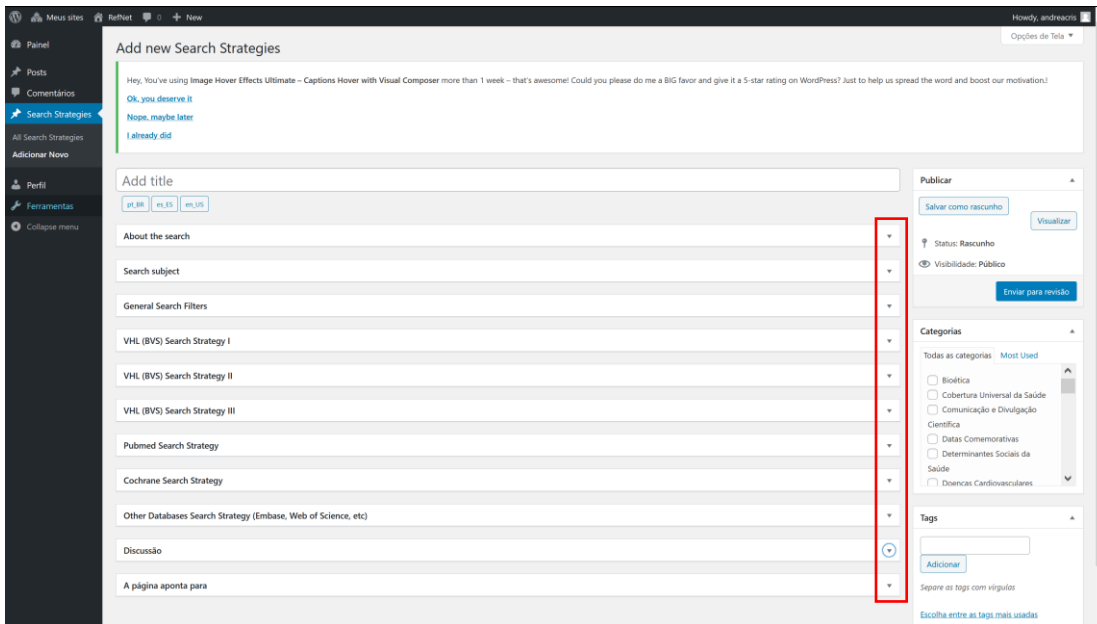 Meus sites RefNet 0 + New Howdy, andreacris
Opções de Tela ▼
Painel
Posts
Comentários
Search Strategies
All Search Strategies
Adicionar Novo
Perfil
Ferramentas
Collapse menu
Add new Search Strategies
Hey, You've using Image Hover Effects Ultimate – Captions Hover with Visual Composer more than 1 week – that's awesome! Could you please do me a BIG favor and give it a 5-star rating on WordPress? Just to help us spread the word and boost our motivation.!
Ok, you deserve it
Nope, maybe later
I already did
Add title
pt_BR es_ES en_US
About the search
Search subject
General Search Filters
VHL (BVS) Search Strategy I
VHL (BVS) Search Strategy II
VHL (BVS) Search Strategy III
Pubmed Search Strategy
Cochrane Search Strategy
Other Databases Search Strategy (Embase, Web of Science, etc)
Discussão
A página aponta para
Publicar
Salvar como rascunho
Visualizar
Status: Rascunho
Visibilidade: Público
Enviar para revisão
Categorias
Todas as categorias Most Used
Bioética
Cobertura Universal da Saúde
Comunicação e Divulgação
Científica
Datas Comemorativas
Determinantes Sociais da
Saúde
Doenças Cardiovasculares
Tags
Adicionar
Separe as tags com vírgulas
Escolha entre as tags mais usadas